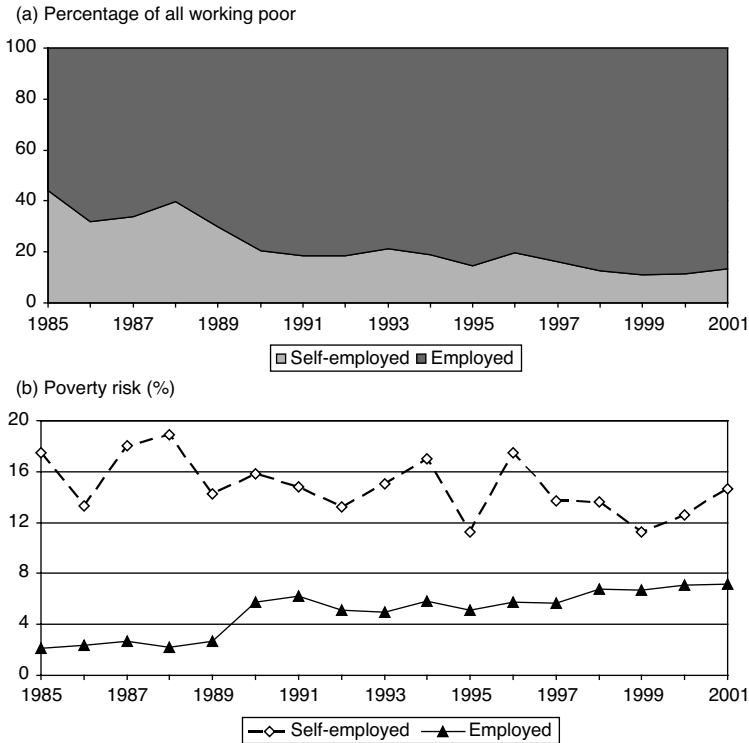 (a) Percentage of all working poor
100
80
60
40
20
0
1985 1987 1989 1991 1993 1995 1997 1999 2001
Self-employed Employed
(b) Poverty risk (%)
20
16
12
8
4
0
1985 1987 1989 1991 1993 1995 1997 1999 2001
Self-employed Employed